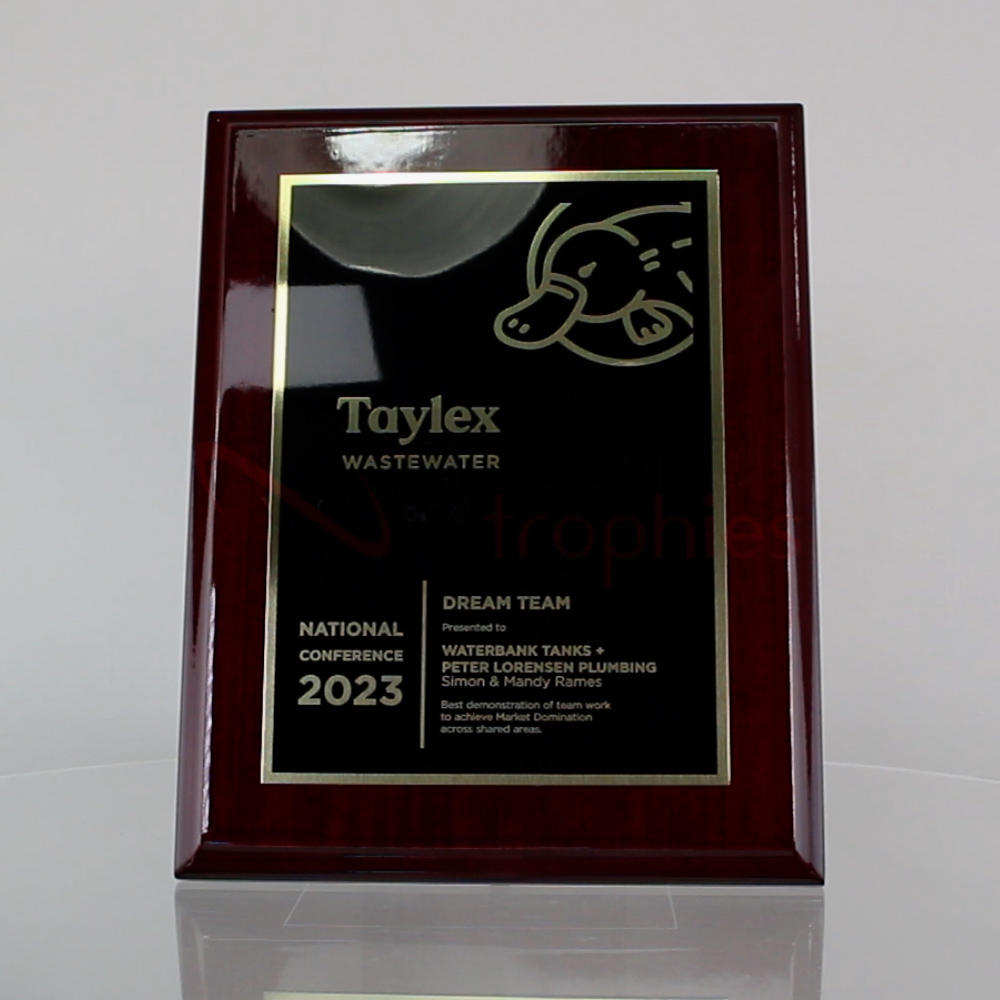 Taylex
WASTEWATER
trophies
NATIONAL
CONFERENCE
2023
DREAM TEAM
Presented to
WATERBANK TANKS +
PETER LORENSEN PLUMBING
Simon & Mandy Rames
Best demonstration of team work
to achieve Market Domination
across shared areas.